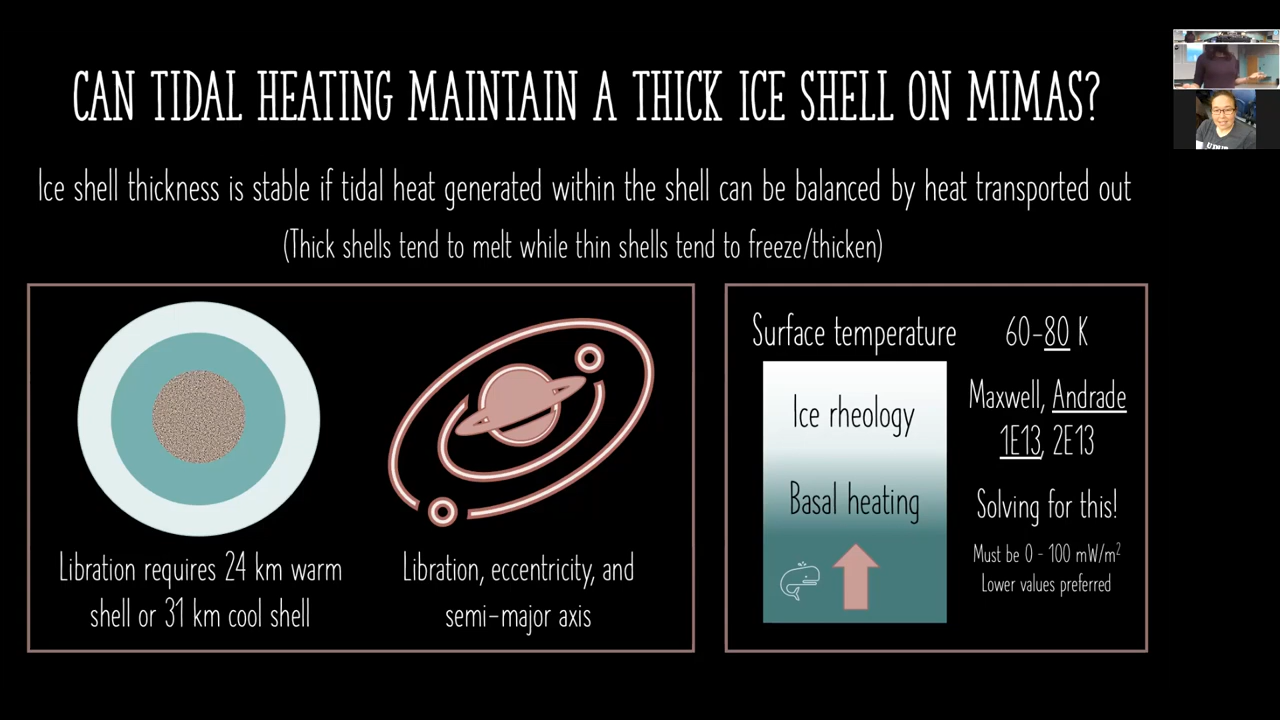 CAN TIDAL HEATING MAINTAIN A THICK ICE SHELL ON MIMAS?
Ice shell thickness is stable if tidal heat generated within the shell can be balanced by heat transported out
(Thick shells tend to melt while thin shells tend to freeze/thicken)
Libration requires 24 km warm
shell or 31 km cool shell
Libration, eccentricity, and
semi-major axis
Surface temperature
60-80 K
Ice rheology
Maxwell, Andrade
1E13, 2E13
Basal heating
Solving for this!
Must be 0 - 100 mW/m²
Lower values preferred